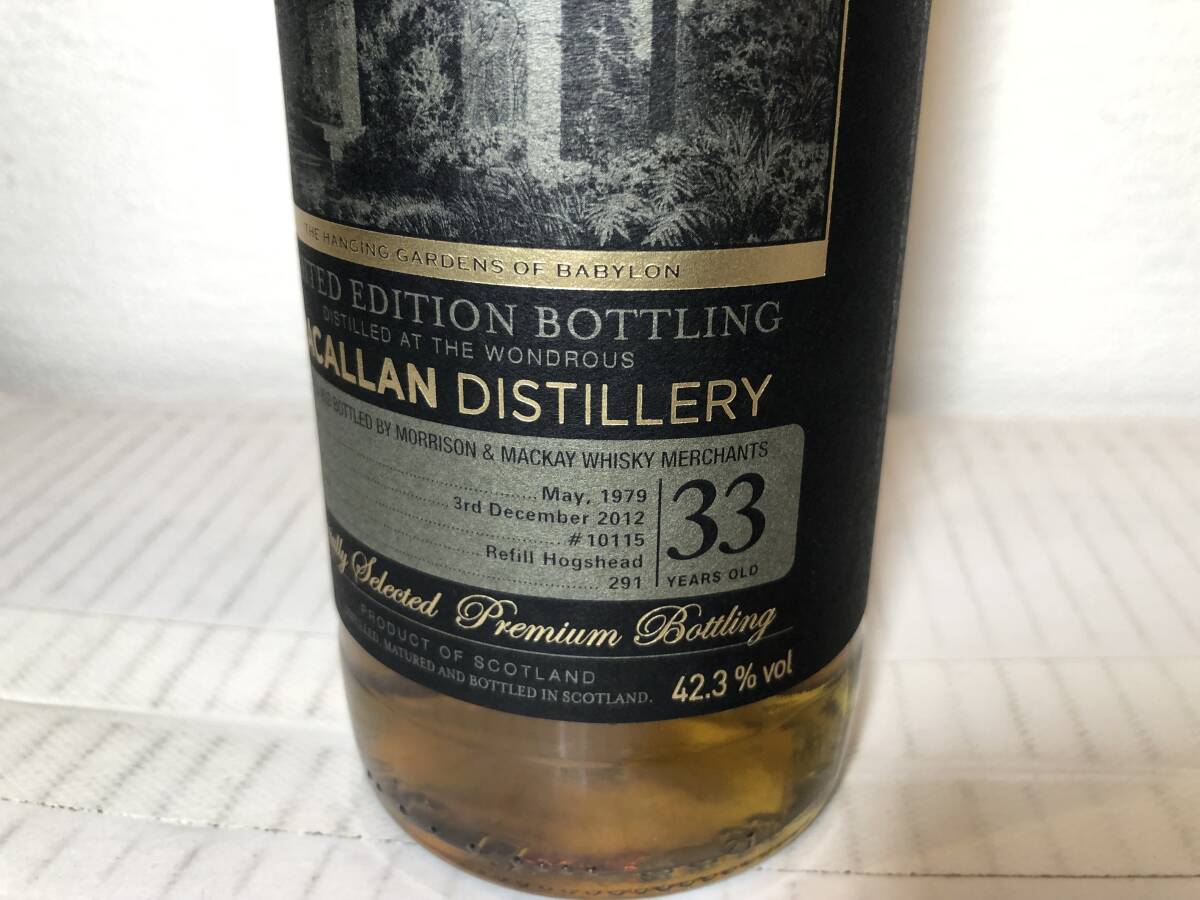 THE HANGING GARDENS OF BABYLON
TED EDITION BOTTLING
DISTILLED AT THE WONDROUS
ACALLAN DISTILLERY
BOTTLED BY MORRISON & MACKAY WHISKY MERCHANTS
May, 1979
3rd December 2012
#10115
Refill Hogshead
291
33
YEARS OLD
Selected Premium Bottling
PRODUCT OF SCOTLAND
MATURED AND BOTTLED IN SCOTLAND.
42.3 % vol